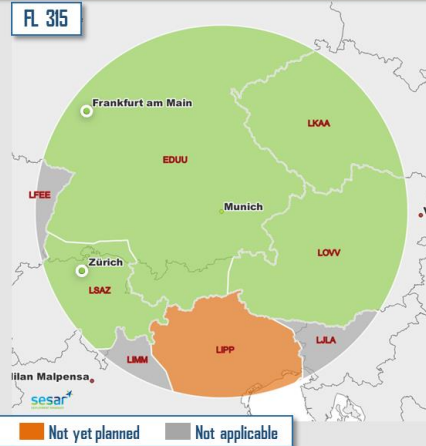 FL 315
Frankfurt am Main
LKAA
EDUU
LFEE
Munich
LOVV
Zürich
LSAZ
LIPP
LJLA
LIMM
ilan Malpensa
sesar
Not yet planned
Not applicable